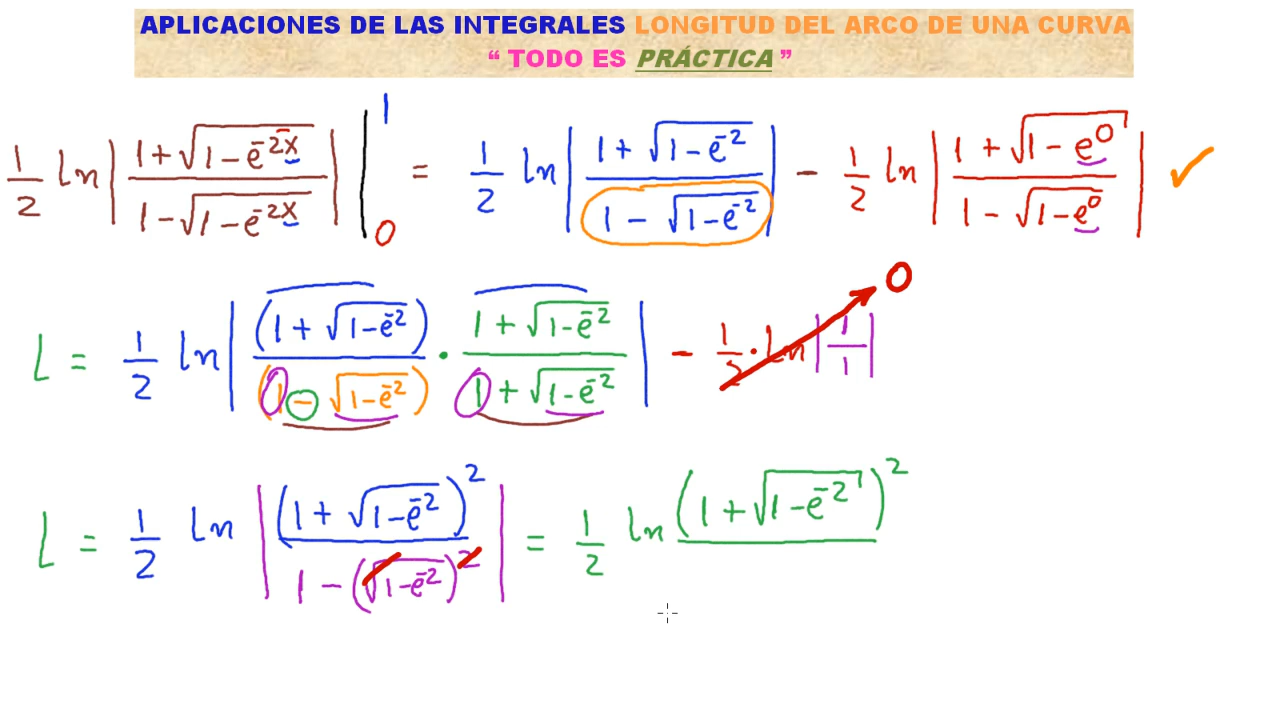 APLICACIONES DE LAS INTEGRALES LONGITUD DEL ARCO DE UNA CURVA
“ TODO ES PRÁCTICA ”
1/2 ln |(1 + √(1 - e^-2x))/(1 - √(1 - e^-2x))| |_0^1 = 1/2 ln |(1 + √(1 - e^-2))/(1 - √(1 - e^-2))| - 1/2 ln |(1 + √(1 - e^0))/(1 - √(1 - e^0))| ✓
L = 1/2 ln |(1 + √(1 - e^-2))/(1 - √(1 - e^-2)) · (1 + √(1 - e^-2))/(1 + √(1 - e^-2))| - 1/2 · Ln |1/1| → 0
L = 1/2 ln |(1 + √(1 - e^-2))^2/(1 - (√(1 - e^-2))^2)| = 1/2 ln (1 + √(1 - e^-2))^2